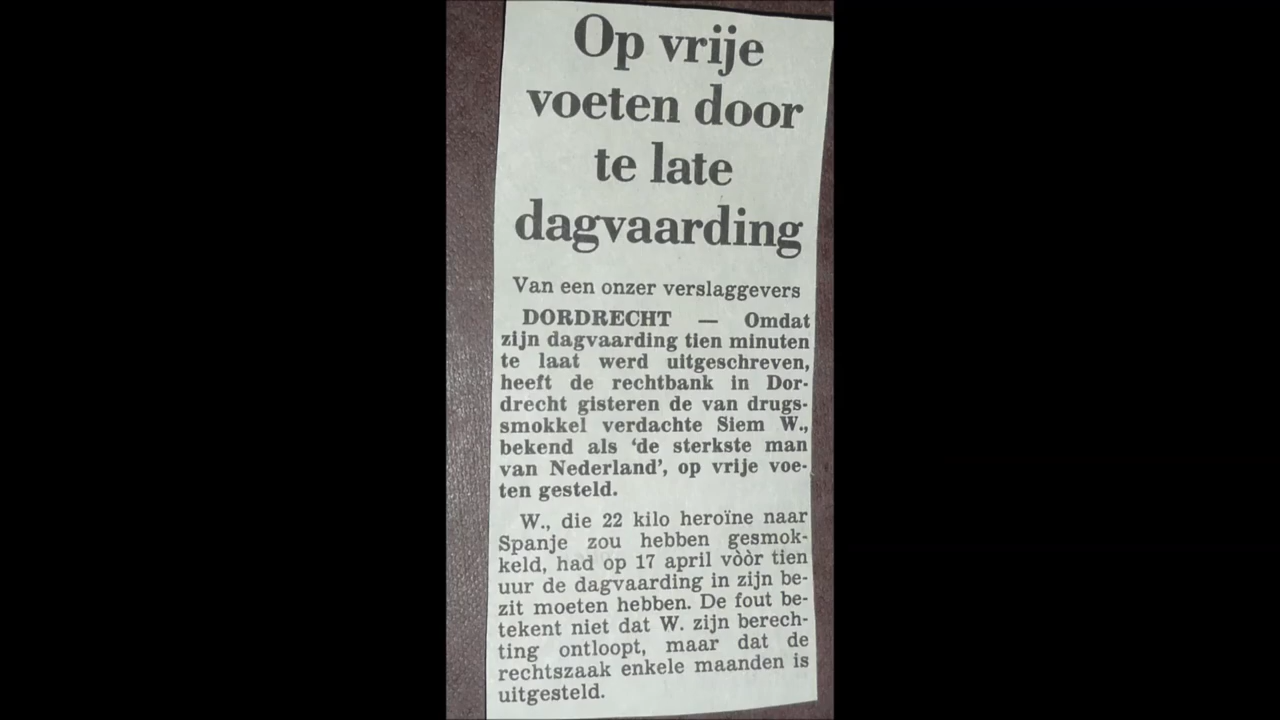 Op vrije
voeten door
te late
dagvaarding
Van een onzer verslaggevers
DORDRECHT — Omdat
zijn dagvaarding tien minuten
te laat werd uitgeschreven,
heeft de rechtbank in Dor-
drecht gisteren de van drugs-
smokkel verdachte Siem W.,
bekend als 'de sterkste man
van Nederland', op vrije voe-
ten gesteld.
W., die 22 kilo heroïne naar
Spanje zou hebben gesmok-
keld, had op 17 april vòòr tien
uur de dagvaarding in zijn be-
zit moeten hebben. De fout be-
tekent niet dat W. zijn berech-
ting ontloopt, maar dat de
rechtszaak enkele maanden is
uitgesteld.